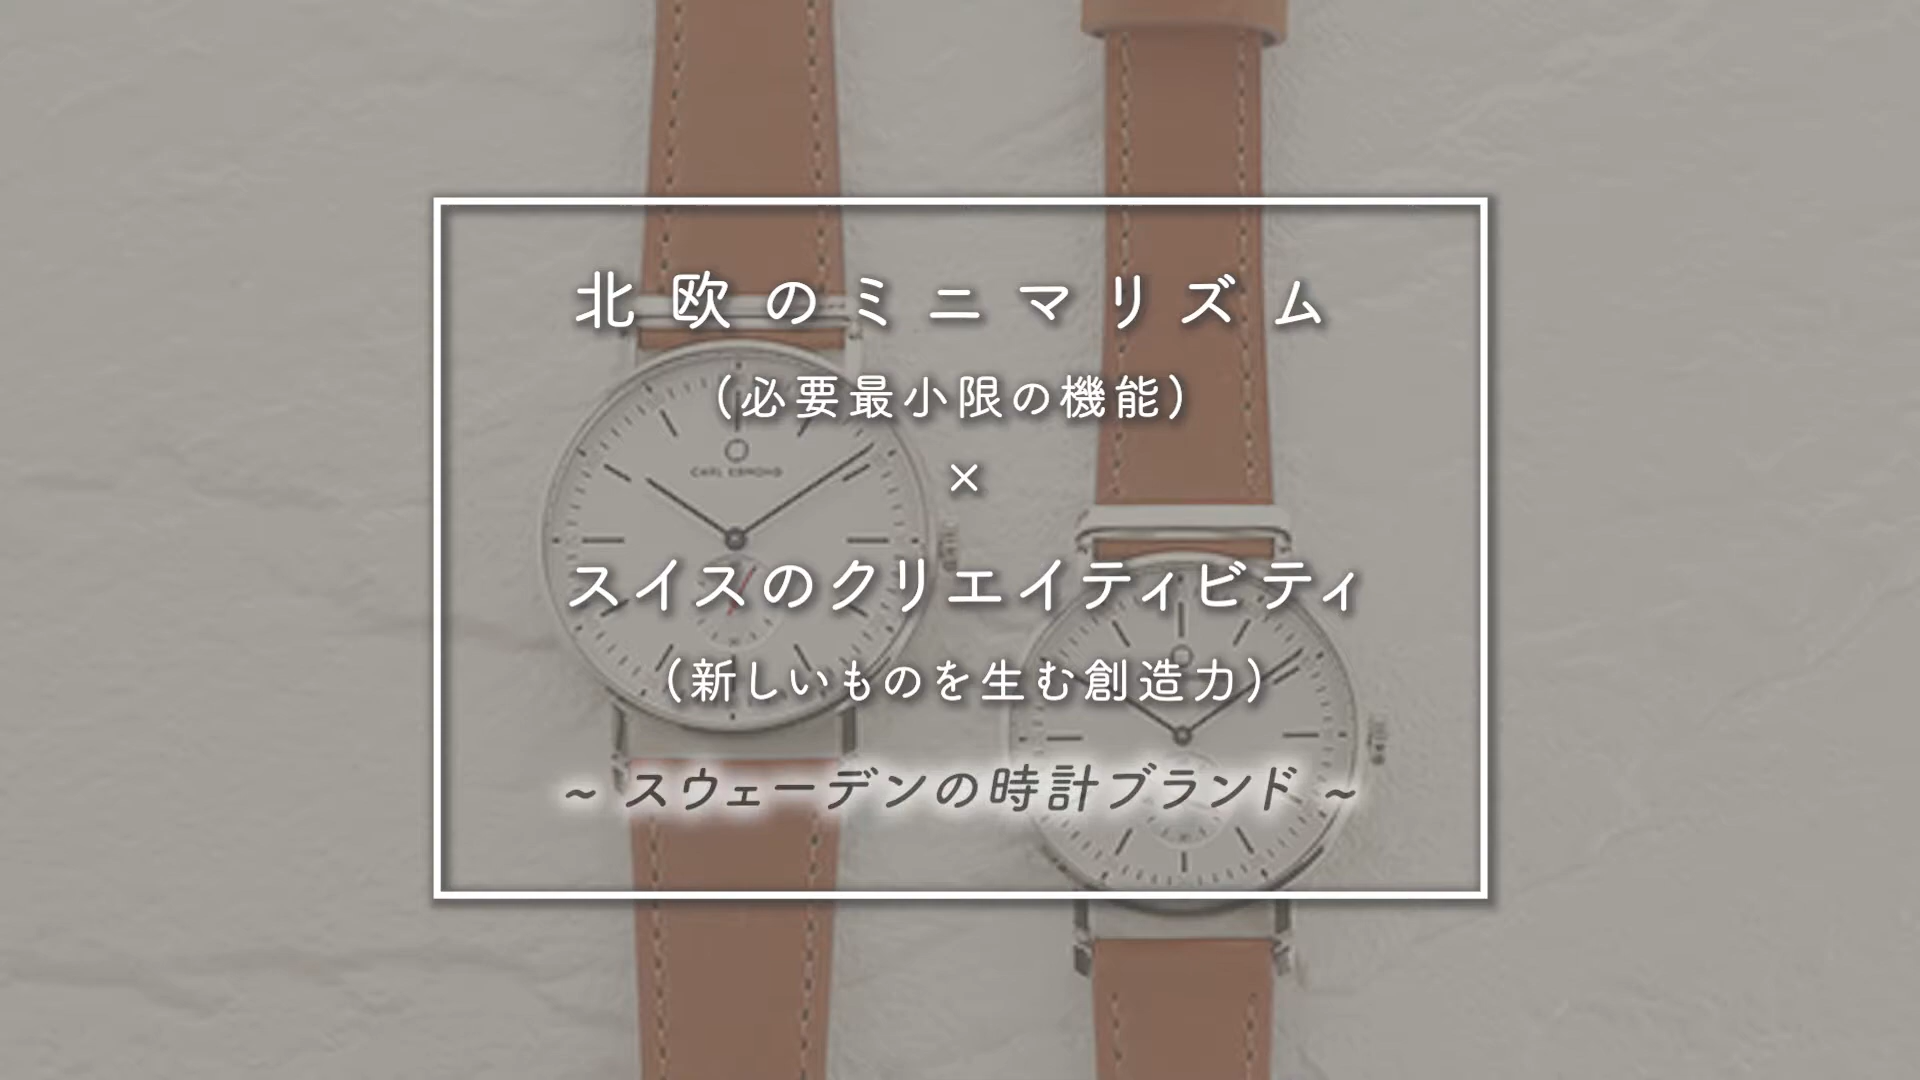 北欧のミニマリズム
（必要最小限の機能）
CARL EDMOND
×
スイスのクリエイティビティ
（新しいものを生む創造力）
~ スウェーデンの時計ブランド ~